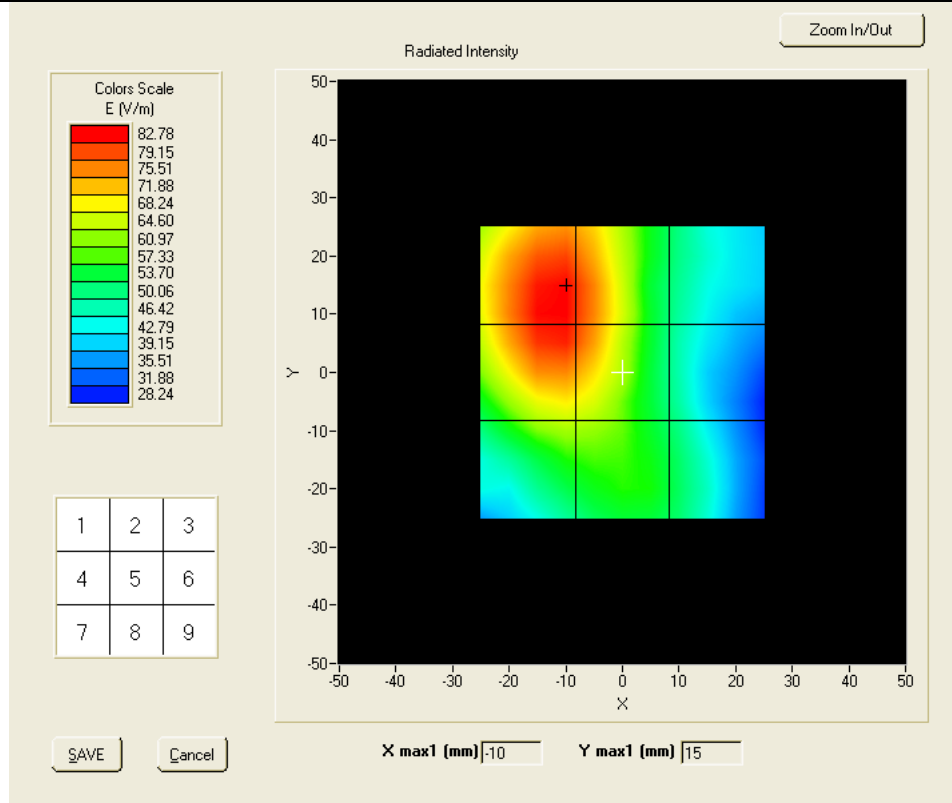 Zoom In/Out
Radiated Intensity
Colors Scale
E (V/m)
82.78
79.15
75.51
71.88
68.24
64.60
60.97
57.33
53.70
50.06
46.42
42.79
39.15
35.51
31.88
28.24
50
40
30
20
10
0
-10
-20
-30
-40
-50
Y
-50 -40 -30 -20 -10 0 10 20 30 40 50
X
1 2 3
4 5 6
7 8 9
SAVE Cancel
X max1 (mm) -10 Y max1 (mm) 15